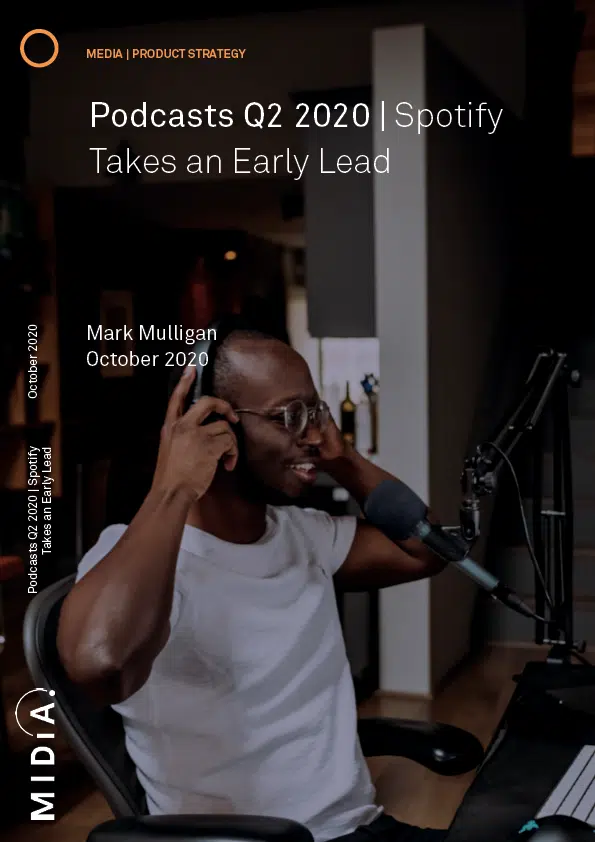 MEDIA | PRODUCT STRATEGY
Podcasts Q2 2020 | Spotify
Takes an Early Lead
Mark Mulligan
October 2020
October 2020
Podcasts Q2 2020 | Spotify
Takes an Early Lead
MIDiA.